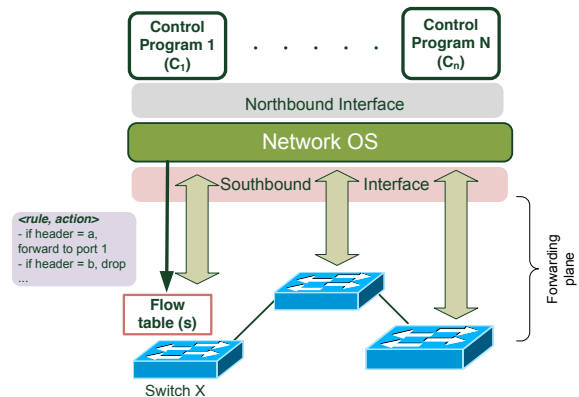 Control
Program 1
(C₁)
. . . . .
Control
Program N
(Cₙ)
Northbound Interface
Network OS
Southbound Interface
<rule, action>
- if header = a,
forward to port 1
- if header = b, drop
...
Flow
table (s)
Switch X
Forwarding
plane